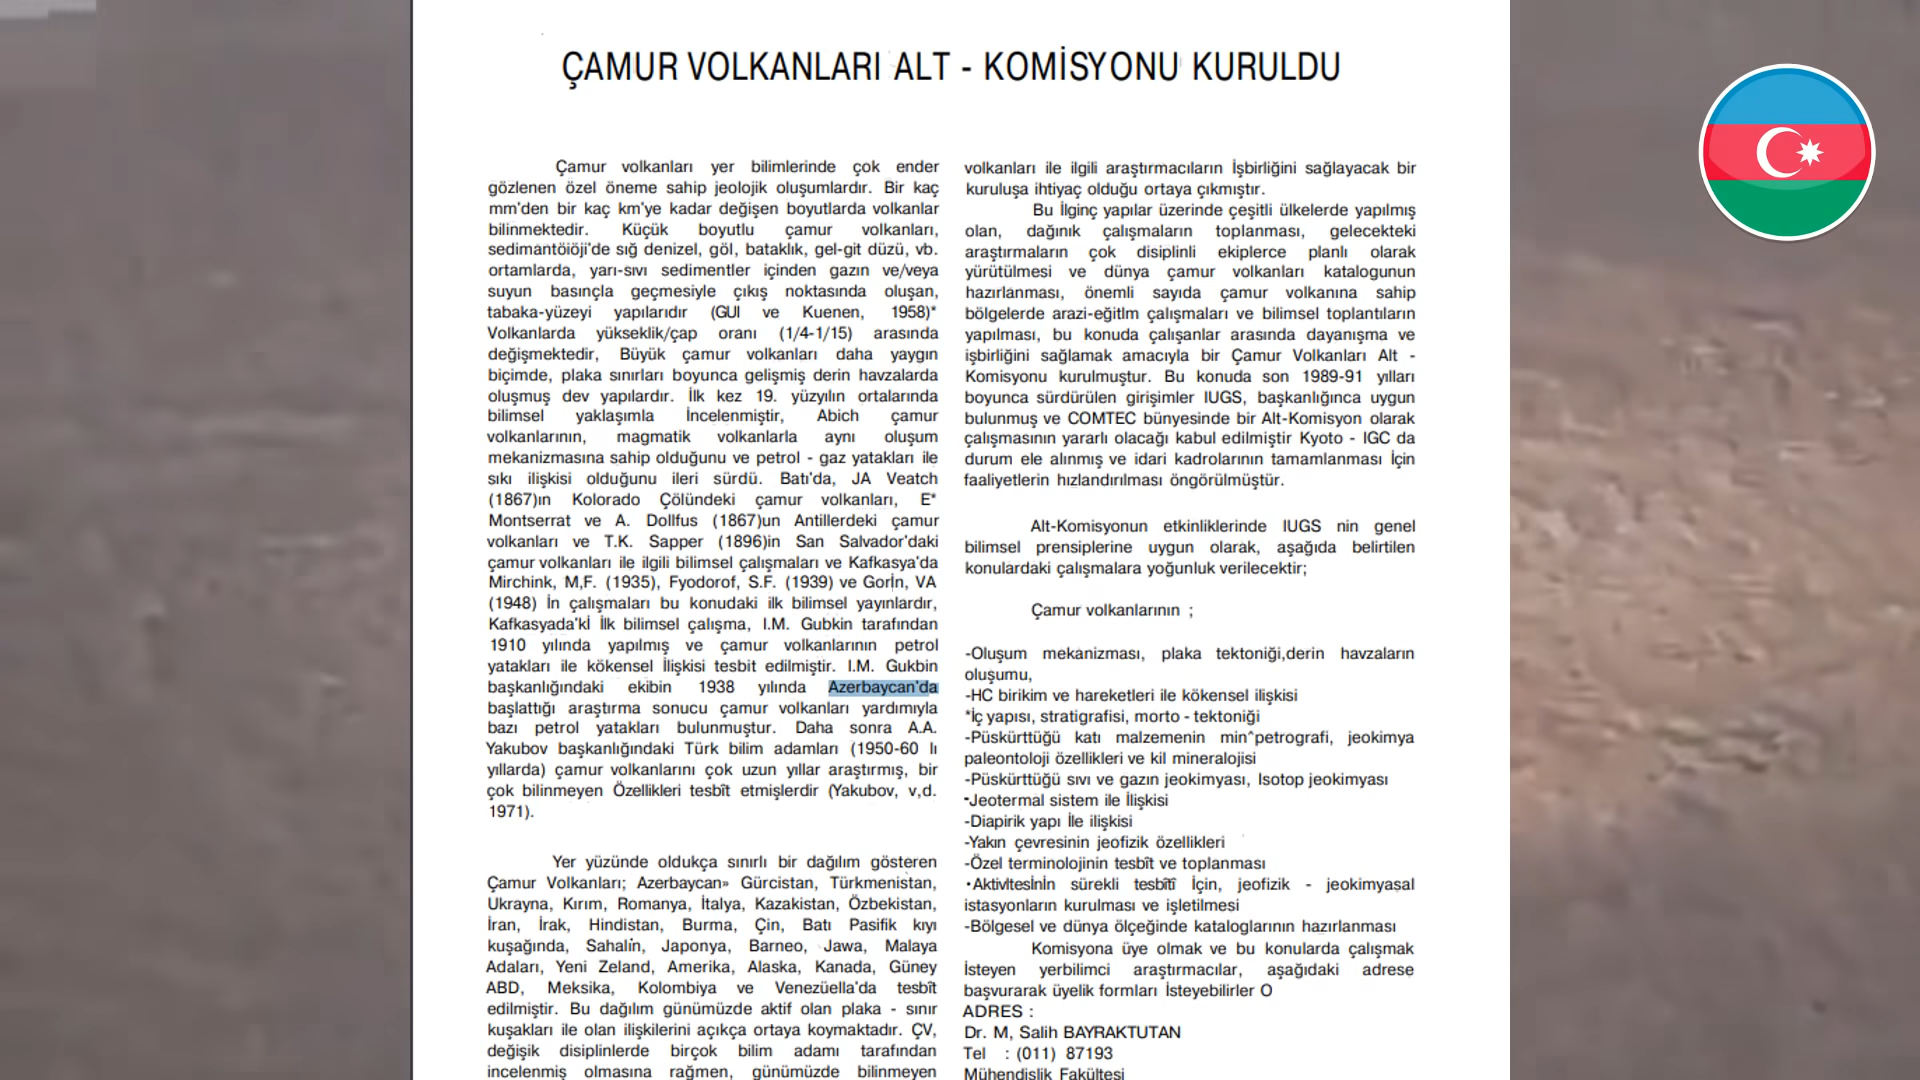 ÇAMUR VOLKANLARI ALT - KOMİSYONU KURULDU
Çamur volkanları yer bilimlerinde çok ender
gözlenen özel öneme sahip jeolojik oluşumlardır. Bir kaç
mm'den bir kaç km'ye kadar değişen boyutlarda volkanlar
bilinmektedir. Küçük boyutlu çamur volkanları,
sedimantöiöji'de sığ denizel, göl, bataklık, gel-git düzü, vb.
ortamlarda, yarı-sıvı sedimentler içinden gazın ve/veya
suyun basınçla geçmesiyle çıkış noktasında oluşan,
tabaka-yüzeyi yapılarıdır (GUI ve Kuenen, 1958)*
Volkanlarda yükseklik/çap oranı (1/4-1/15) arasında
değişmektedir, Büyük çamur volkanları daha yaygın
biçimde, plaka sınırları boyunca gelişmiş derin havzalarda
oluşmuş dev yapılardır. İlk kez 19. yüzyılın ortalarında
bilimsel yaklaşımla İncelenmiştir, Abich çamur
volkanlarının, magmatik volkanlarla aynı oluşum
mekanizmasına sahip olduğunu ve petrol - gaz yatakları ile
sıkı ilişkisi olduğunu ileri sürdü. Batı'da, JA Veatch
(1867)ın Kolorado Çölündeki çamur volkanları, E*
Montserrat ve A. Dollfus (1867)un Antillerdeki çamur
volkanları ve T.K. Sapper (1896)in San Salvador'daki
çamur volkanları ile ilgili bilimsel çalışmaları ve Kafkasya'da
Mirchink, M,F. (1935), Fyodorof, S.F. (1939) ve Gorİn, VA
(1948) İn çalışmaları bu konudaki ilk bilimsel yayınlardır,
Kafkasyada'kİ İlk bilimsel çalışma, I.M. Gubkin tarafından
1910 yılında yapılmış ve çamur volkanlarının petrol
yatakları ile kökensel İlişkisi tesbit edilmiştir. I.M. Gukbin
başkanlığındaki ekibin 1938 yılında Azerbaycan'da
başlattığı araştırma sonucu çamur volkanları yardımıyla
bazı petrol yatakları bulunmuştur. Daha sonra A.A.
Yakubov başkanlığındaki Türk bilim adamları (1950-60 lı
yıllarda) çamur volkanlarını çok uzun yıllar araştırmış, bir
çok bilinmeyen Özellikleri tesbît etmişlerdir (Yakubov, v,d.
1971).
Yer yüzünde oldukça sınırlı bir dağılım gösteren
Çamur Volkanları; Azerbaycan» Gürcistan, Türkmenistan,
Ukrayna, Kırım, Romanya, İtalya, Kazakistan, Özbekistan,
İran, İrak, Hindistan, Burma, Çin, Batı Pasifik kıyı
kuşağında, Sahalin, Japonya, Barneo, Jawa, Malaya
Adaları, Yeni Zeland, Amerika, Alaska, Kanada, Güney
ABD, Meksika, Kolombiya ve Venezüella'da tesbît
edilmiştir. Bu dağılım günümüzde aktif olan plaka - sınır
kuşakları ile olan ilişkilerini açıkça ortaya koymaktadır. ÇV,
değişik disiplinlerde birçok bilim adamı tarafından
incelenmiş olmasına rağmen, günümüzde bilinmeyen
volkanları ile ilgili araştırmacıların İşbirliğini sağlayacak bir
kuruluşa ihtiyaç olduğu ortaya çıkmıştır.
Bu İlginç yapılar üzerinde çeşitli ülkelerde yapılmış
olan, dağınık çalışmaların toplanması, gelecekteki
araştırmaların çok disiplinli ekiplerce planlı olarak
yürütülmesi ve dünya çamur volkanları katalogunun
hazırlanması, önemli sayıda çamur volkanına sahip
bölgelerde arazi-eğitlm çalışmaları ve bilimsel toplantıların
yapılması, bu konuda çalışanlar arasında dayanışma ve
işbirliğini sağlamak amacıyla bir Çamur Volkanları Alt -
Komisyonu kurulmuştur. Bu konuda son 1989-91 yılları
boyunca sürdürülen girişimler IUGS, başkanlığınca uygun
bulunmuş ve COMTEC bünyesinde bir Alt-Komisyon olarak
çalışmasının yararlı olacağı kabul edilmiştir Kyoto - IGC da
durum ele alınmış ve idari kadrolarının tamamlanması İçin
faaliyetlerin hızlandırılması öngörülmüştür.
Alt-Komisyonun etkinliklerinde IUGS nin genel
bilimsel prensiplerine uygun olarak, aşağıda belirtilen
konulardaki çalışmalara yoğunluk verilecektir;
Çamur volkanlarının ;
-Oluşum mekanizması, plaka tektoniği,derin havzaların
oluşumu,
-HC birikim ve hareketleri ile kökensel ilişkisi
*İç yapısı, stratigrafisi, morto - tektoniği
-Püskürttüğü katı malzemenin min^petrografi, jeokimya
paleontoloji özellikleri ve kil mineralojisi
-Püskürttüğü sıvı ve gazın jeokimyası, Isotop jeokimyası
-Jeotermal sistem ile İlişkisi
-Diapirik yapı İle ilişkisi
-Yakın çevresinin jeofizik özellikleri
-Özel terminolojinin tesbît ve toplanması
•Aktivltesİnİn sürekli tesbîtî İçin, jeofizik - jeokimyasal
istasyonların kurulması ve işletilmesi
-Bölgesel ve dünya ölçeğinde kataloglarının hazırlanması
Komisyona üye olmak ve bu konularda çalışmak
İsteyen yerbilimci araştırmacılar, aşağıdaki adrese
başvurarak üyelik formları İsteyebilirler O
ADRES :
Dr. M, Salih BAYRAKTUTAN
Tel : (011) 87193
Mühendislik Fakültesi